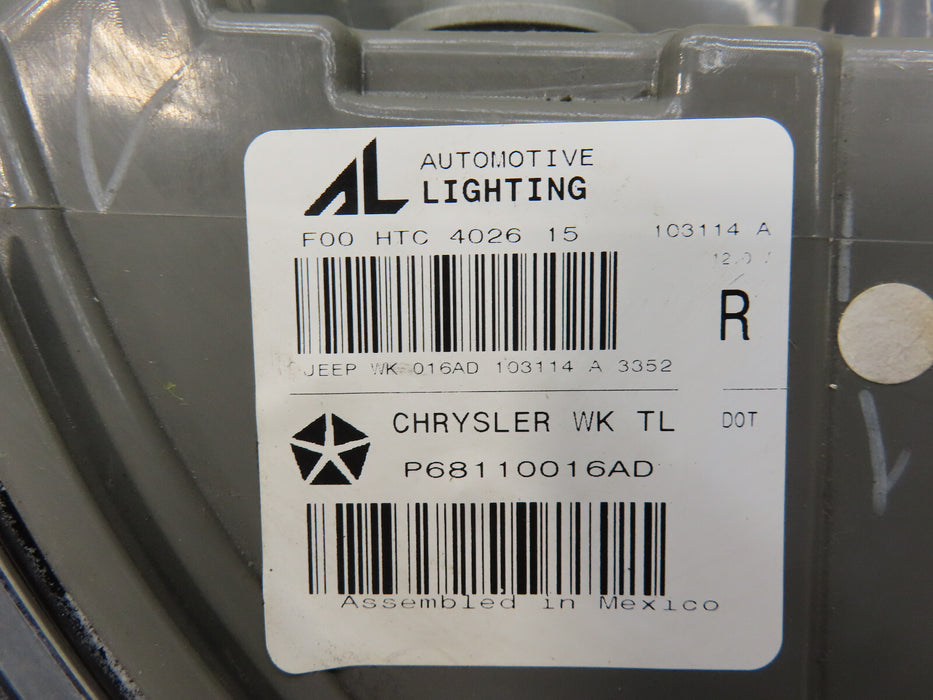 AL AUTOMOTIVE
LIGHTING
F00 HTC 4026 15 103114 A
R
JEEP WK 016AD 103114 A 3352
CHRYSLER WK TL DOT
P68110016AD
Assembled in Mexico